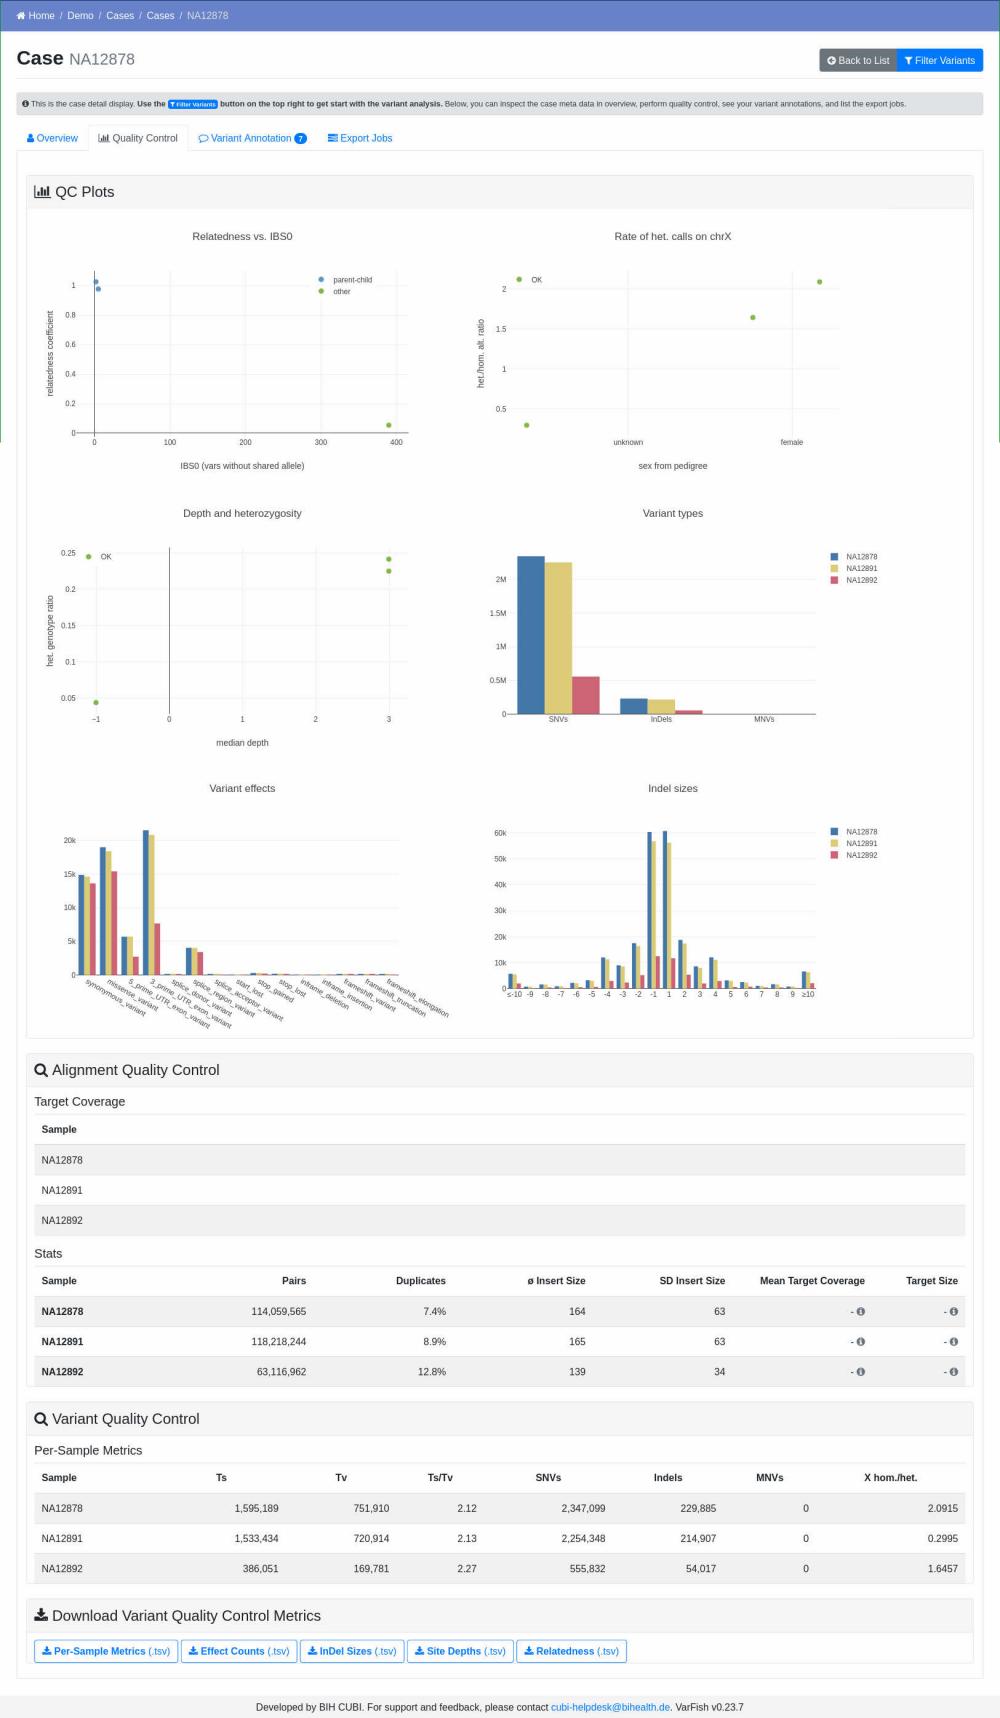 Home / Demo / Cases / Cases / NA12878
Case NA12878
Back to List
Filter Variants
This is the case detail display. Use the Filter Variants button on the top right to get start with the variant analysis. Below, you can inspect the case meta data in overview, perform quality control, see your variant annotations, and list the export jobs.
Overview
Quality Control
Variant Annotation 7
Export Jobs
QC Plots
Relatedness vs. IBS0
parent-child
other
1
0.8
0.6
0.4
0.2
0
relatedness coefficient
0 100 200 300 400
IBS0 (vars without shared allele)
Rate of het. calls on chrX
OK
2
1.5
1
0.5
het./hom. alt. ratio
unknown female
sex from pedigree
Depth and heterozygosity
OK
0.25
0.2
0.15
0.1
0.05
het. genotype ratio
−1 0 1 2 3
median depth
Variant types
NA12878
NA12891
NA12892
2M
1.5M
1M
0.5M
0
SNVs InDels MNVs
Variant effects
20k
15k
10k
5k
0
synonymous_variant
missense_variant
5_prime_UTR_exon_variant
3_prime_UTR_exon_variant
splice_donor_variant
splice_region_variant
splice_acceptor_variant
start_lost
stop_gained
stop_lost
inframe_deletion
inframe_insertion
frameshift_variant
frameshift_truncation
frameshift_elongation
Indel sizes
NA12878
NA12891
NA12892
60k
50k
40k
30k
20k
10k
0
≤-10 -9 -8 -7 -6 -5 -4 -3 -2 -1 1 2 3 4 5 6 7 8 9 ≥10
Alignment Quality Control
Target Coverage
Sample
NA12878
NA12891
NA12892
Stats
Sample Pairs Duplicates ø Insert Size SD Insert Size Mean Target Coverage Target Size
NA12878 114,059,565 7.4% 164 63 - -
NA12891 118,218,244 8.9% 165 63 - -
NA12892 63,116,962 12.8% 139 34 - -
Variant Quality Control
Per-Sample Metrics
Sample Ts Tv Ts/Tv SNVs Indels MNVs X hom./het.
NA12878 1,595,189 751,910 2.12 2,347,099 229,885 0 2.0915
NA12891 1,533,434 720,914 2.13 2,254,348 214,907 0 0.2995
NA12892 386,051 169,781 2.27 555,832 54,017 0 1.6457
Download Variant Quality Control Metrics
Per-Sample Metrics (.tsv)
Effect Counts (.tsv)
InDel Sizes (.tsv)
Site Depths (.tsv)
Relatedness (.tsv)
Developed by BIH CUBI. For support and feedback, please contact cubi-helpdesk@bihealth.de. VarFish v0.23.7